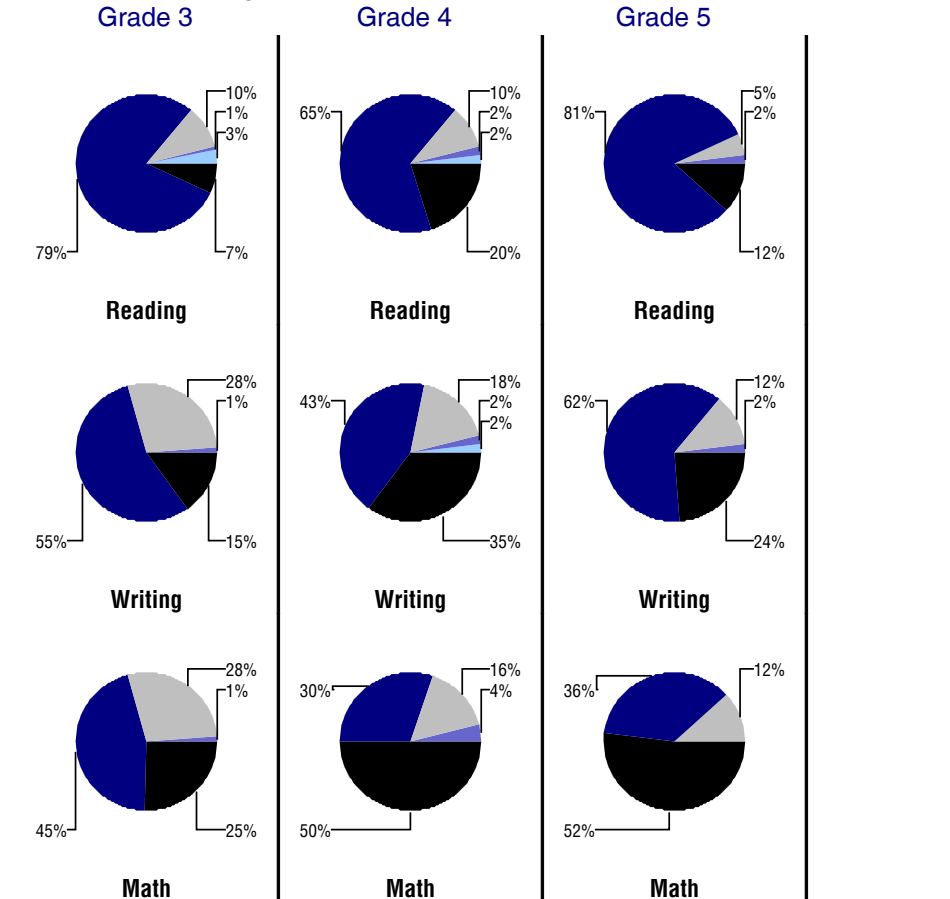 Grade 3 Grade 4 Grade 5
10% 10% 5%
65% 1% 2% 81% 2%
3% 2%
79% 7% 20% 12%
Reading Reading Reading
28% 18% 12%
1% 43% 2% 62% 2%
2%
55% 15% 35% 24%
Writing Writing Writing
28% 16% 12%
1% 30% 4% 36%
45% 25% 50% 52%
Math Math Math